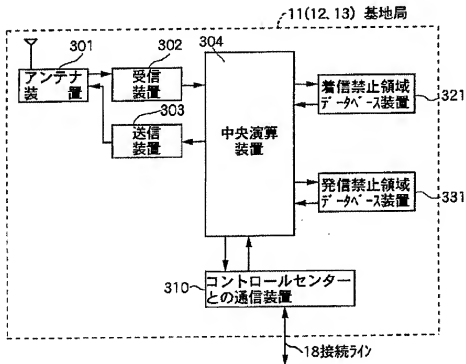 11(12、13) 基地局
301
302
304
アンテナ
装 置
受信
装置
303
送信
装置
中央演算
装置
着信禁止領域
データベース装置
321
発信禁止領域
データベース装置
331
310
コントロールセンター
との通信装置
18接続ライン